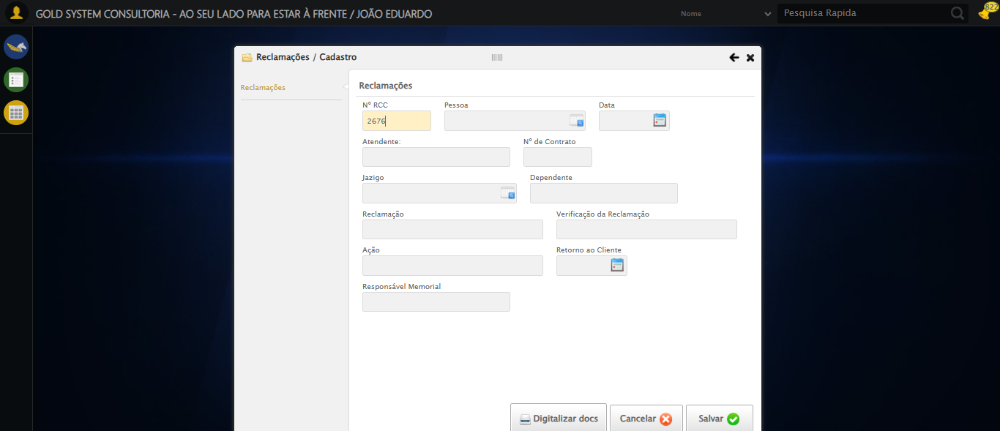 GOLD SYSTEM CONSULTORIA - AO SEU LADO PARA ESTAR À FRENTE / JOÃO EDUARDO
Nome
Pesquisa Rapida
822
Reclamações / Cadastro
Reclamações
Reclamações
Nº RCC
Pessoa
Data
2676
Atendente:
Nº de Contrato
Jazigo
Dependente
Reclamação
Verificação da Reclamação
Ação
Retorno ao Cliente
Responsável Memorial
Digitalizar docs
Cancelar
Salvar